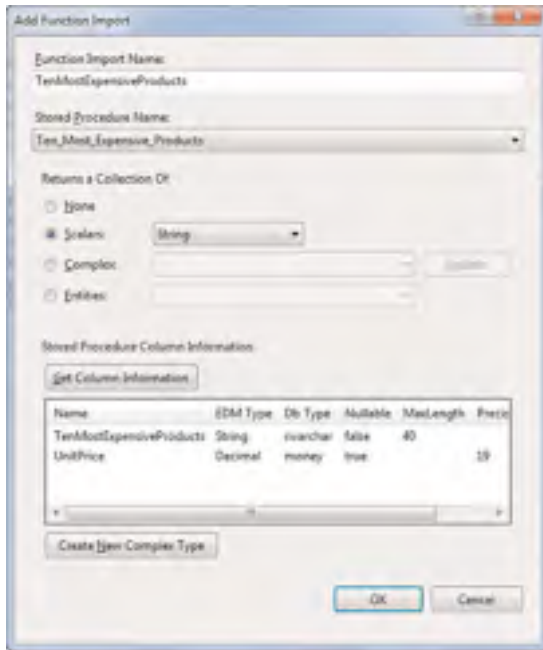 Add Function Import
Function Import Name:
TenMostExpensiveProducts
Stored Procedure Name:
Ten_Most_Expensive_Products
Returns a Collection Of:
None
Scalars: String
Complex: Update
Entities:
Stored Procedure Column Information:
Get Column Information
Name EDM Type Db Type Nullable MaxLength Precis
TenMostExpensiveProducts String nvarchar false 40
UnitPrice Decimal money true 19
Create New Complex Type
OK Cancel